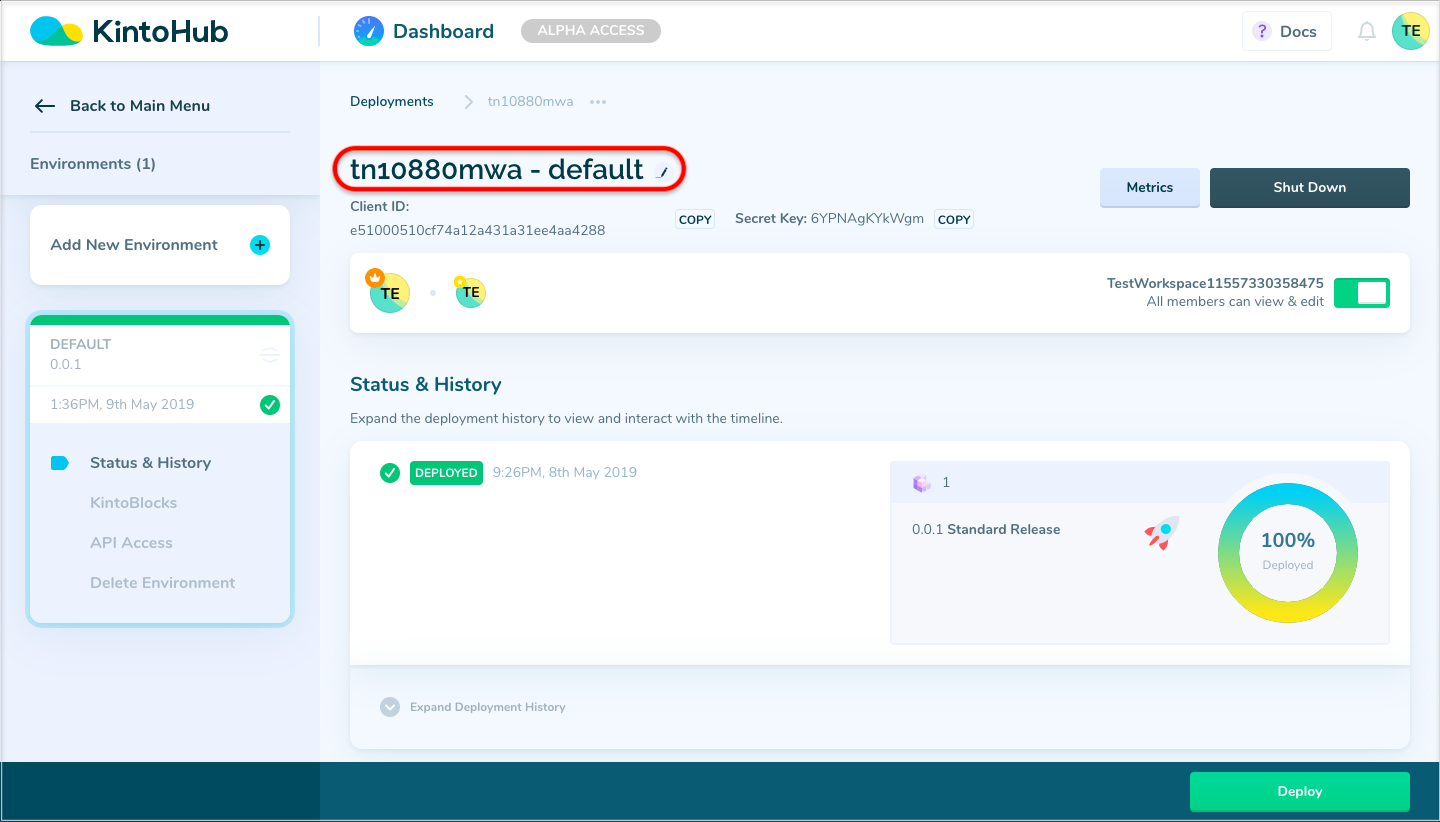 KintoHub
Dashboard
ALPHA ACCESS
? Docs
TE
Back to Main Menu
Environments (1)
Add New Environment
DEFAULT
0.0.1
1:36PM, 9th May 2019
Status & History
KintoBlocks
API Access
Delete Environment
Deployments
tn10880mwa
tn10880mwa - default
Client ID:
e51000510cf74a12a431a31ee4aa4288
COPY
Secret Key: 6YPNAgKYkWgm
COPY
Metrics
Shut Down
TE
TE
TestWorkspace11557330358475
All members can view & edit
Status & History
Expand the deployment history to view and interact with the timeline.
DEPLOYED 9:26PM, 8th May 2019
1
0.0.1 Standard Release
100%
Deployed
Expand Deployment History
Deploy